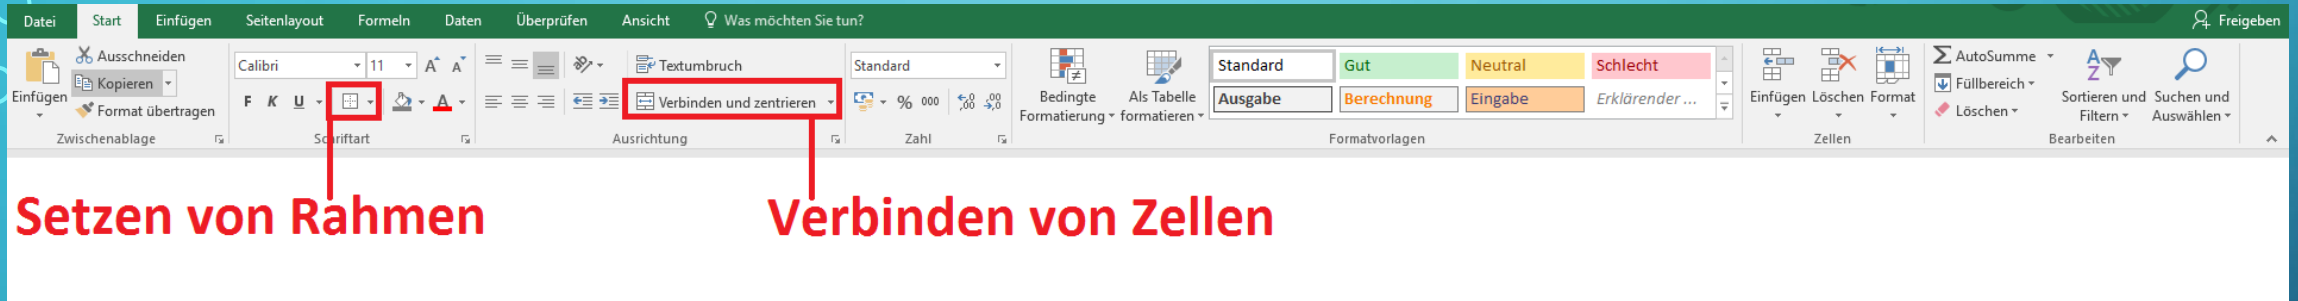 Datei Start Einfügen Seitenlayout Formeln Daten Überprüfen Ansicht Was möchten Sie tun? Freigeben
Einfügen
Ausschneiden
Kopieren
Format übertragen
Zwischenablage
Calibri 11 A A
F K U A
Schriftart
Textumbruch
Verbinden und zentrieren
Ausrichtung
Standard
% 000 ,00 ,00
Zahl
Bedingte
Formatierung
Als Tabelle
formatieren
Standard Gut Neutral Schlecht
Ausgabe Berechnung Eingabe Erklärender ...
Formatvorlagen
Einfügen Löschen Format
Zellen
AutoSumme
Füllbereich
Löschen
Sortieren und
Filtern
Suchen und
Auswählen
Bearbeiten
Setzen von Rahmen
Verbinden von Zellen